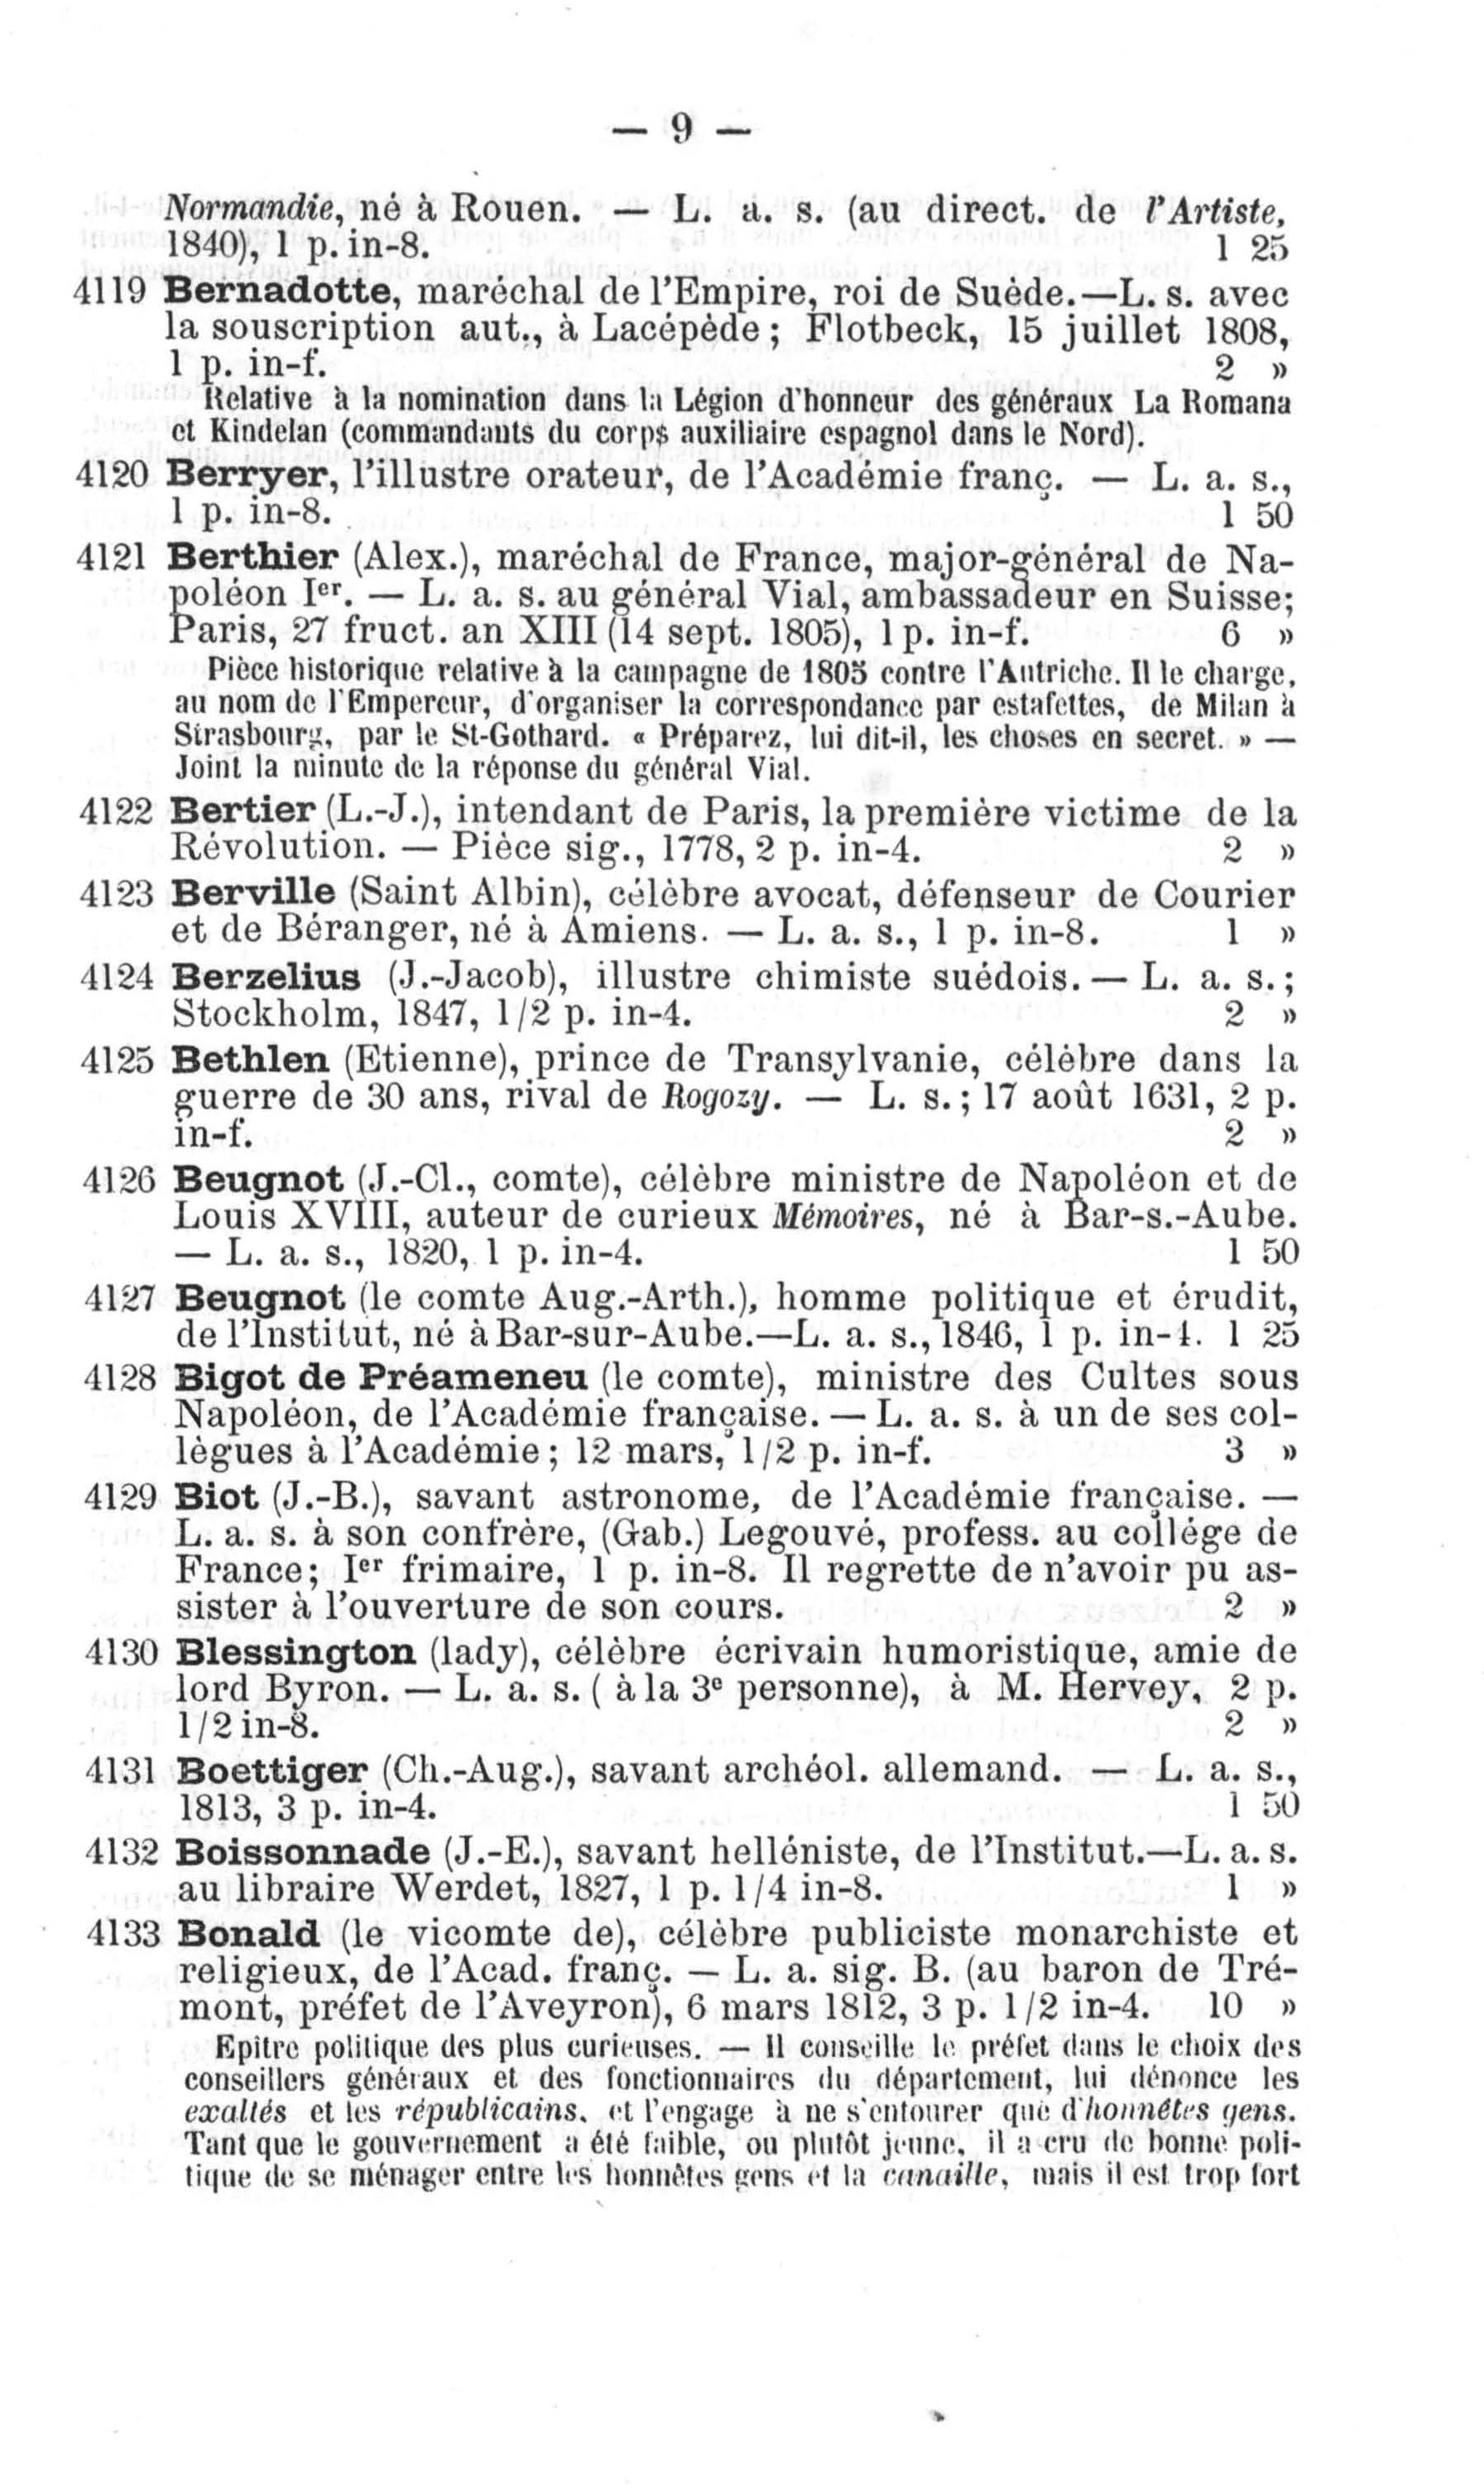 — 9 —
Normandie, né à Rouen. — L. a. s. (au direct. de l'Artiste,
1840), 1 p. in-8. 1 25
4119 Bernadotte, maréchal de l'Empire, roi de Suède.—L. s. avec
la souscription aut., à Lacépède; Flotbeck, 15 juillet 1808,
1 p. in-f. 2 »
Relative à la nomination dans la Légion d'honneur des généraux La Romana
et Kindelan (commandants du corps auxiliaire espagnol dans le Nord).
4120 Berryer, l'illustre orateur, de l'Académie franç. — L. a. s.,
1 p. in-8. 1 50
4121 Berthier (Alex.), maréchal de France, major-général de Na-
poléon Ier. — L. a. s. au général Vial, ambassadeur en Suisse;
Paris, 27 fruct. an XIII (14 sept. 1805), 1 p. in-f. 6 »
Pièce historique relative à la campagne de 1805 contre l'Autriche. Il le charge,
au nom de l'Empereur, d'organiser la correspondance par estafettes, de Milan à
Strasbourg, par le St-Gothard. « Préparez, lui dit-il, les choses en secret. » —
Joint la minute de la réponse du général Vial.
4122 Bertier (L.-J.), intendant de Paris, la première victime de la
Révolution. — Pièce sig., 1778, 2 p. in-4. 2 »
4123 Berville (Saint Albin), célèbre avocat, défenseur de Courier
et de Béranger, né à Amiens. — L. a. s., 1 p. in-8. 1 »
4124 Berzelius (J.-Jacob), illustre chimiste suédois. — L. a. s.;
Stockholm, 1847, 1/2 p. in-4. 2 »
4125 Bethlen (Etienne), prince de Transylvanie, célèbre dans la
guerre de 30 ans, rival de Rogozy. — L. s.; 17 août 1631, 2 p.
in-f. 2 »
4126 Beugnot (J.-Cl., comte), célèbre ministre de Napoléon et de
Louis XVIII, auteur de curieux Mémoires, né à Bar-s.-Aube.
— L. a. s., 1820, 1 p. in-4. 1 50
4127 Beugnot (le comte Aug.-Arth.), homme politique et érudit,
de l'Institut, né à Bar-sur-Aube.—L. a. s., 1846, 1 p. in-4. 1 25
4128 Bigot de Préameneu (le comte), ministre des Cultes sous
Napoléon, de l'Académie française. — L. a. s. à un de ses col-
lègues à l'Académie; 12 mars, 1/2 p. in-f. 3 »
4129 Biot (J.-B.), savant astronome, de l'Académie française. —
L. a. s. à son confrère, (Gab.) Legouvé, profess. au collége de
France; Ier frimaire, 1 p. in-8. Il regrette de n'avoir pu as-
sister à l'ouverture de son cours. 2 »
4130 Blessington (lady), célèbre écrivain humoristique, amie de
lord Byron. — L. a. s. ( à la 3e personne), à M. Hervey, 2 p.
1/2 in-8. 2 »
4131 Boettiger (Ch.-Aug.), savant archéol. allemand. — L. a. s.,
1813, 3 p. in-4. 1 50
4132 Boissonnade (J.-E.), savant helléniste, de l'Institut.—L. a. s.
au libraire Werdet, 1827, 1 p. 1/4 in-8. 1 »
4133 Bonald (le vicomte de), célèbre publiciste monarchiste et
religieux, de l'Acad. franç. — L. a. sig. B. (au baron de Tré-
mont, préfet de l'Aveyron), 6 mars 1812, 3 p. 1/2 in-4. 10 »
Epitre politique des plus curieuses. — Il conseille le préfet dans le choix des
conseillers généraux et des fonctionnaires du département, lui dénonce les
exaltés et les républicains, et l'engage à ne s'entourer que d'honnêtes gens.
Tant que le gouvernement a été faible, ou plutôt jeune, il a cru de bonne poli-
tique de se ménager entre les honnêtes gens et la canaille, mais il est trop fort